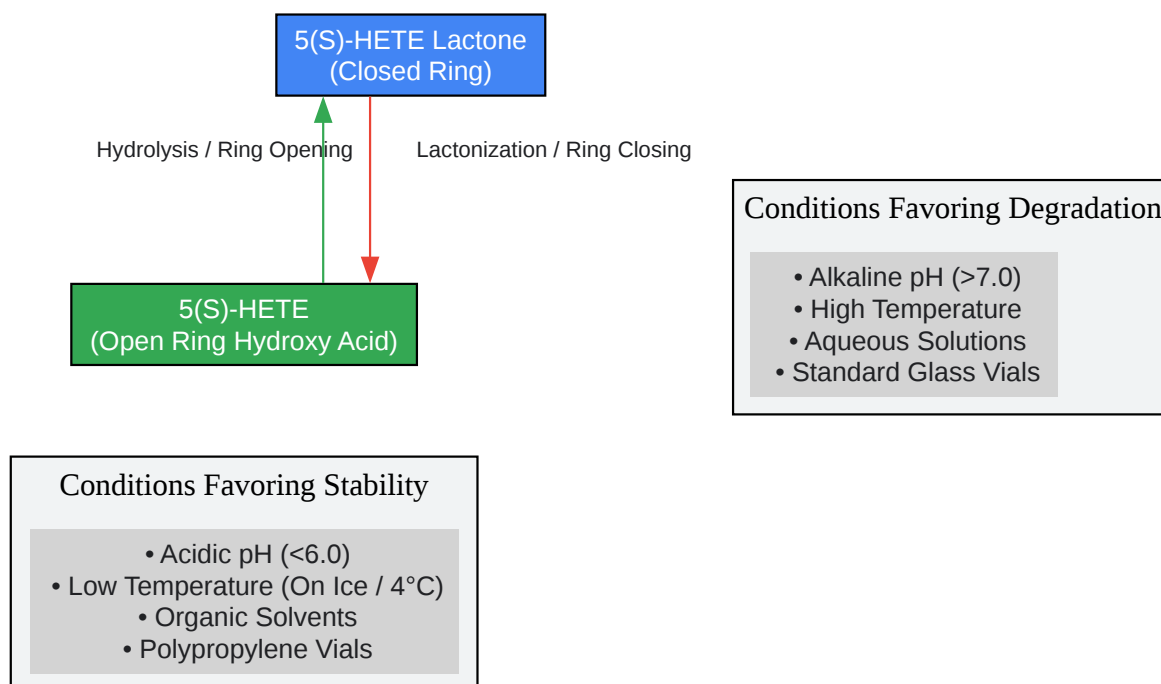 5(S)-HETE Lactone
(Closed Ring)
Hydrolysis / Ring Opening
Lactonization / Ring Closing
5(S)-HETE
(Open Ring Hydroxy Acid)
Conditions Favoring Degradation
• Alkaline pH (>7.0)
• High Temperature
• Aqueous Solutions
• Standard Glass Vials
Conditions Favoring Stability
• Acidic pH (<6.0)
• Low Temperature (On Ice / 4°C)
• Organic Solvents
• Polypropylene Vials